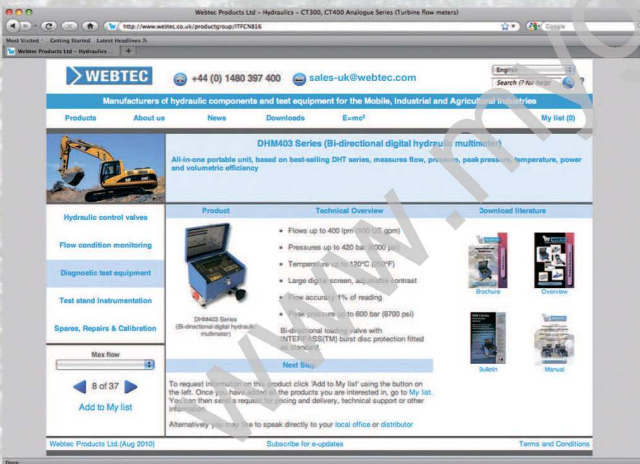 Webtec Products Ltd - Hydraulics - CT300, CT400 Analogue Series (Turbine flow meters)
http://www.webtec.co.uk/productgroup/ITFCN816
Google
Most Visited Getting Started Latest Headlines
Webtec Products Ltd - Hydraulics ...
WEBTEC
+44 (0) 1480 397 400
sales-uk@webtec.com
English
Search (? for help)
?
Manufacturers of hydraulic components and test equipment for the Mobile, Industrial and Agricultural Industries
Products About us News Downloads E=mc² My list (0)
DHM403 Series (Bi-directional digital hydraulic multimeter)
All-in-one portable unit, based on best-selling DHT series, measures flow, pressure, peak pressure, temperature, power
and volumetric efficiency
Hydraulic control valves
Flow condition monitoring
Diagnostic test equipment
Test stand Instrumentation
Spares, Repairs & Calibration
Max flow
8 of 37
Add to My list
Product
DHM403 Series
(Bi-directional digital hydraulic
multimeter)
Technical Overview
Flows up to 400 lpm (100 US gpm)
Pressures up to 420 bar (6000 psi)
Temperature up to 120°C (250°F)
Large digital screen, adjustable contrast
Flow accuracy 1% of reading
Peak pressure up to 600 bar (8700 psi)
Bi-directional loading valve with
INTERPASS(TM) burst disc protection fitted
as standard.
Download literature
Brochure
Overview
Bulletin
Manual
Next Step
To request information on this product click 'Add to My list' using the button on
the left. Once you have added all the products you are interested in, go to My list.
You can then send a request for pricing and delivery, technical support or other
information.
Alternatively you may like to speak directly to your local office or distributor
Webtec Products Ltd.(Aug 2010) Subscribe for e-updates Terms and Conditions
Done